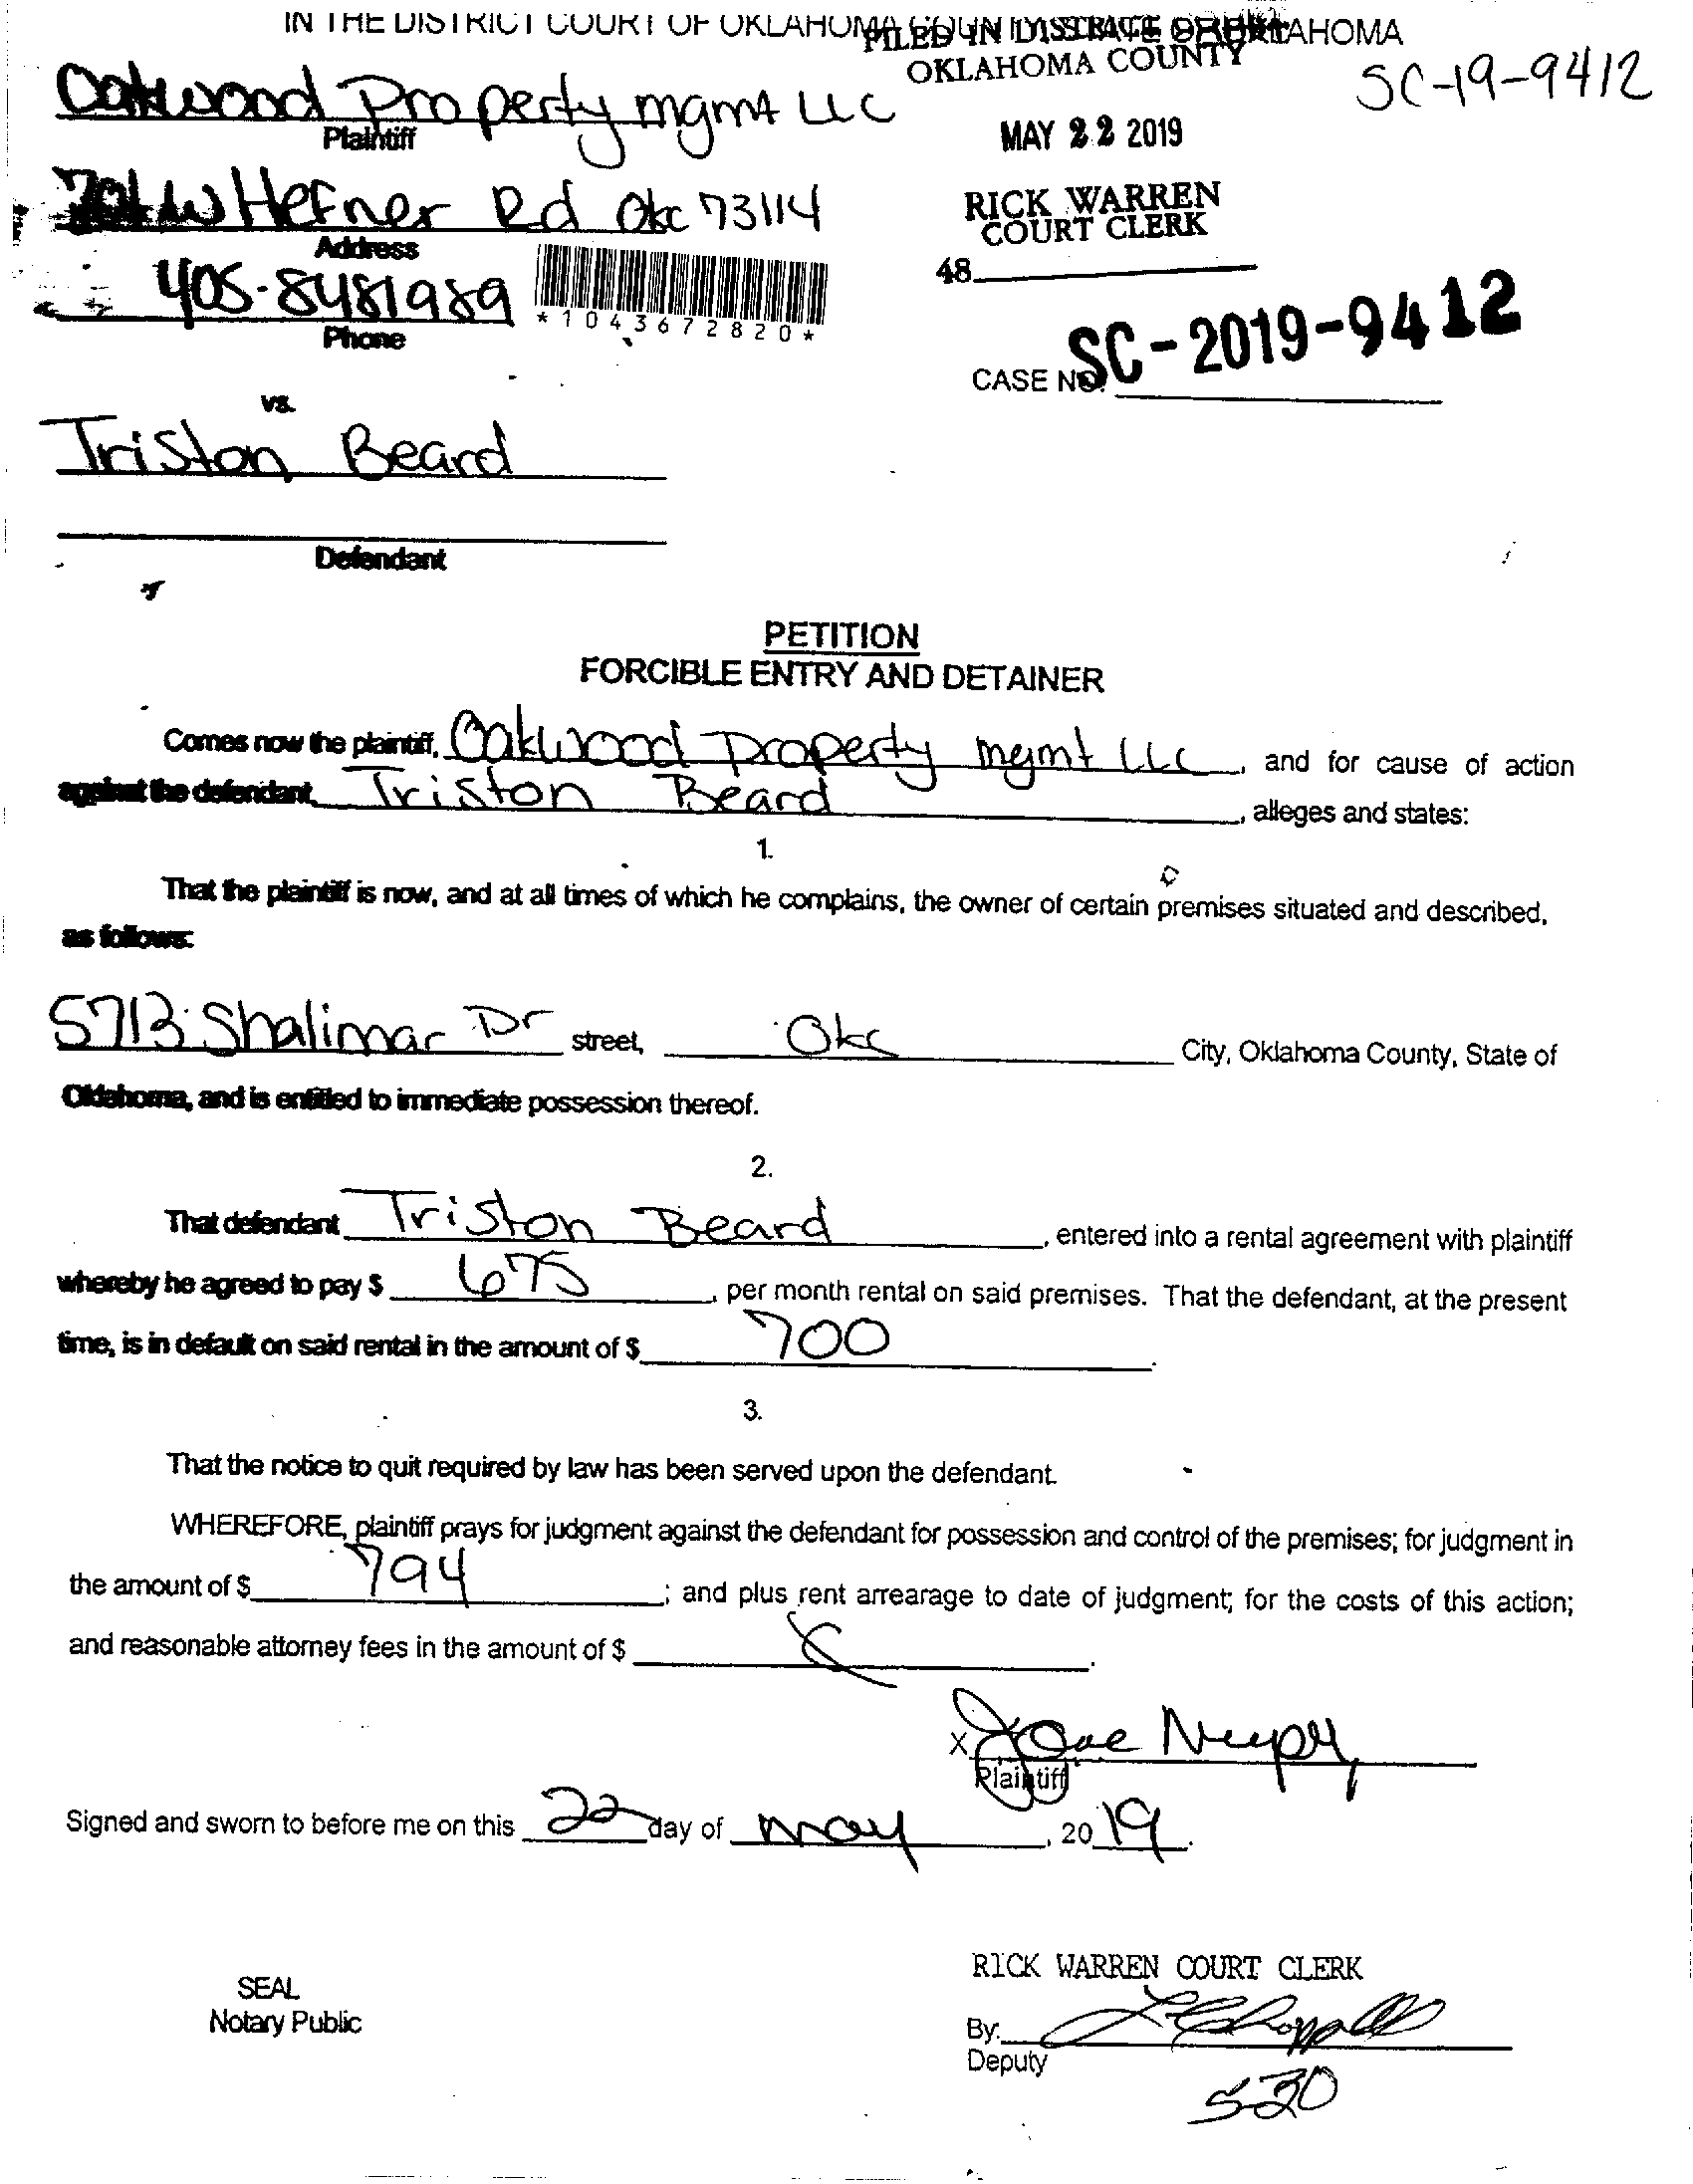 IN THE DISTRICT COURT OF OKLAHOMA COUNTY, STATE OF OKLAHOMA
FILED IN DISTRICT COURT
OKLAHOMA COUNTY
SC-19-9412
Oakwood Property mgmt LLC
Plaintiff
MAY 22 2019
701 W Hefner Rd Okc 73114
Address
RICK WARREN
COURT CLERK
405-8481989
Phone
*1043672820*
48
CASE NO. SC-2019-9412
vs.
Triston Beard
Defendant
PETITION
FORCIBLE ENTRY AND DETAINER
Comes now the plaintiff, Oakwood Property mgmt LLC, and for cause of action
against the defendant, Triston Beard, alleges and states:
1.
That the plaintiff is now, and at all times of which he complains, the owner of certain premises situated and described,
as follows:
5713 Shalimar Dr street, Okc City, Oklahoma County, State of
Oklahoma, and is entitled to immediate possession thereof.
2.
That defendant Triston Beard, entered into a rental agreement with plaintiff
whereby he agreed to pay $ 675, per month rental on said premises. That the defendant, at the present
time, is in default on said rental in the amount of $ 700.
3.
That the notice to quit required by law has been served upon the defendant.
WHEREFORE, plaintiff prays for judgment against the defendant for possession and control of the premises; for judgment in
the amount of $ 794; and plus rent arrearage to date of judgment; for the costs of this action;
and reasonable attorney fees in the amount of $
X
Plaintiff
Signed and sworn to before me on this 22 day of may, 2019.
RICK WARREN COURT CLERK
SEAL
Notary Public
By:
Deputy